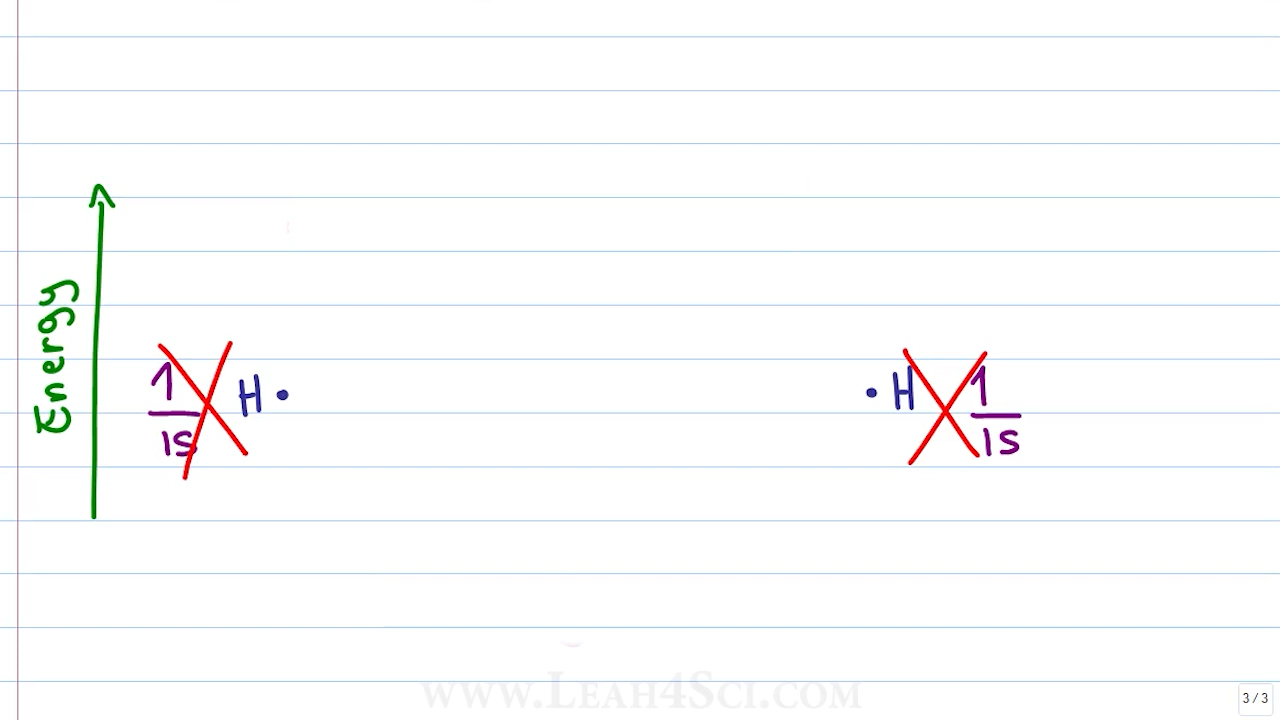 Energy
1
1s
H •
• H
1
1s
www.Leah4Sci.com
3 / 3